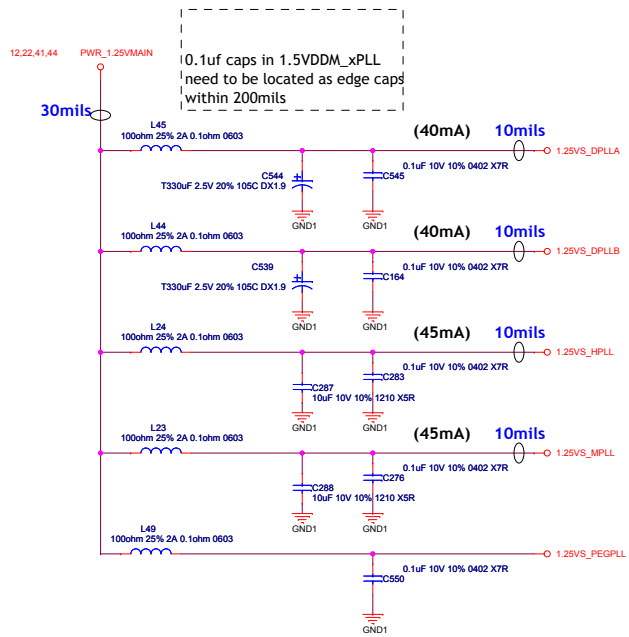 12,22,41,44 PWR_1.25VMAIN
0.1uf caps in 1.5VDDM_xPLL
need to be located as edge caps
within 200mils
30mils
L45
100ohm 25% 2A 0.1ohm 0603
(40mA) 10mils
C544
T330uF 2.5V 20% 105C DX1.9
C545
0.1uF 10V 10% 0402 X7R
1.25VS_DPLLA
GND1 GND1
L44
100ohm 25% 2A 0.1ohm 0603
(40mA) 10mils
C539
T330uF 2.5V 20% 105C DX1.9
C164
0.1uF 10V 10% 0402 X7R
1.25VS_DPLLB
GND1 GND1
L24
100ohm 25% 2A 0.1ohm 0603
(45mA) 10mils
C287
10uF 10V 10% 1210 X5R
C283
0.1uF 10V 10% 0402 X7R
1.25VS_HPLL
GND1 GND1
L23
100ohm 25% 2A 0.1ohm 0603
(45mA) 10mils
C288
10uF 10V 10% 1210 X5R
C276
0.1uF 10V 10% 0402 X7R
1.25VS_MPLL
GND1 GND1
L49
100ohm 25% 2A 0.1ohm 0603
C550
0.1uF 10V 10% 0402 X7R
1.25VS_PEGPLL
GND1